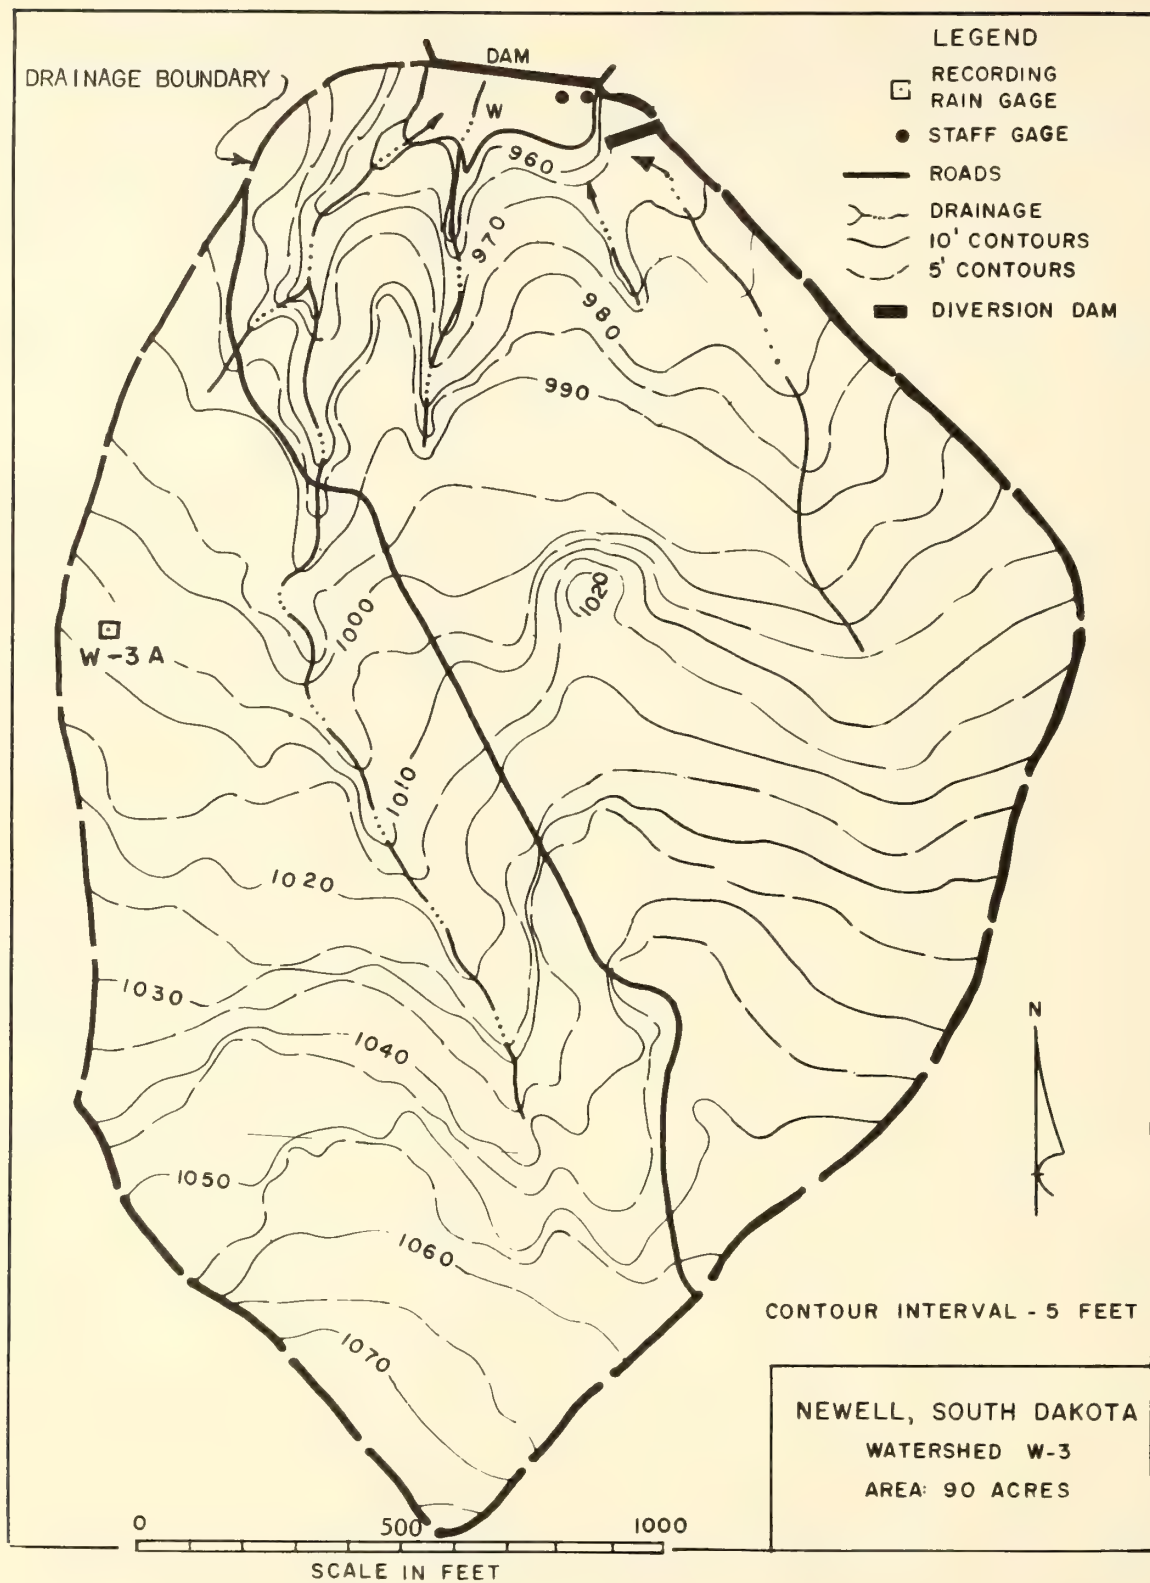 DAM
DRAINAGE BOUNDARY
W
LEGEND
RECORDING
RAIN GAGE
STAFF GAGE
ROADS
DRAINAGE
10' CONTOURS
5' CONTOURS
DIVERSION DAM
960
970
980
990
1020
1000
W-3A
1010
1020
1030
1040
1050
1060
1070
N
CONTOUR INTERVAL - 5 FEET
NEWELL, SOUTH DAKOTA
WATERSHED W-3
AREA: 90 ACRES
0 500 1000
SCALE IN FEET